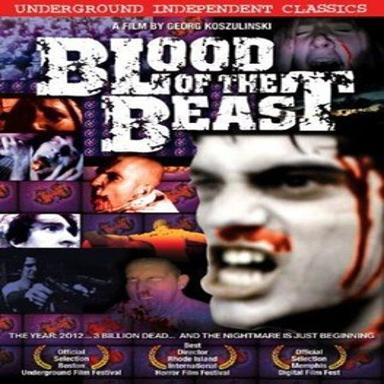 UNDERGROUND INDEPENDENT CLASSICS
A FILM BY GEORG KOSZULINSKI
BLOOD
OF THE
BEAST
THE YEAR: 2012... 3 BILLION DEAD... AND THE NIGHTMARE IS JUST BEGINNING
Official
Selection
Boston
Underground Film Festival
Best
Director
Rhode Island
International
Horror Film Festival
Official
Selection
Memphis
Digital Film Fest